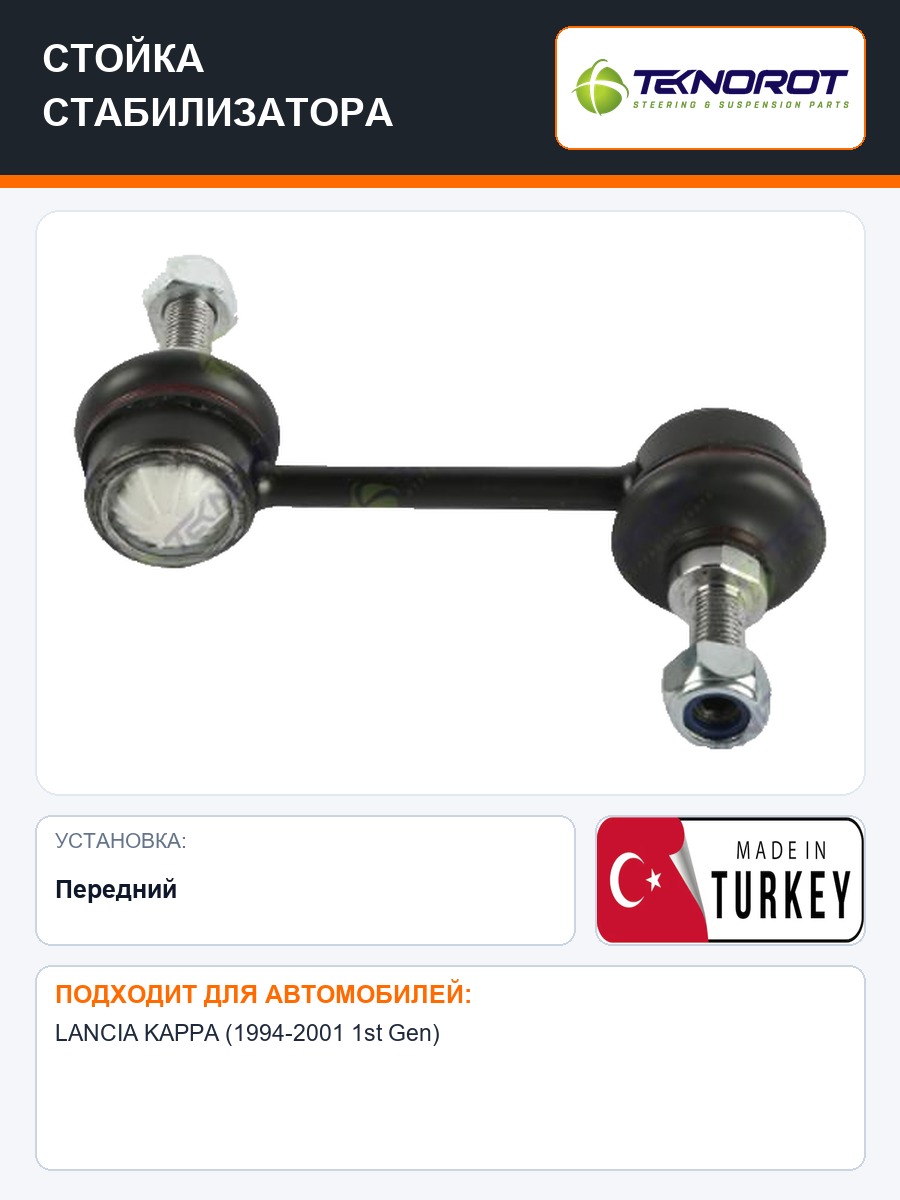 СТОЙКА
СТАБИЛИЗАТОРА
TEKNOROT
STEERING & SUSPENSION PARTS
УСТАНОВКА:
Передний
MADE IN
TURKEY
ПОДХОДИТ ДЛЯ АВТОМОБИЛЕЙ:
LANCIA KAPPA (1994-2001 1st Gen)